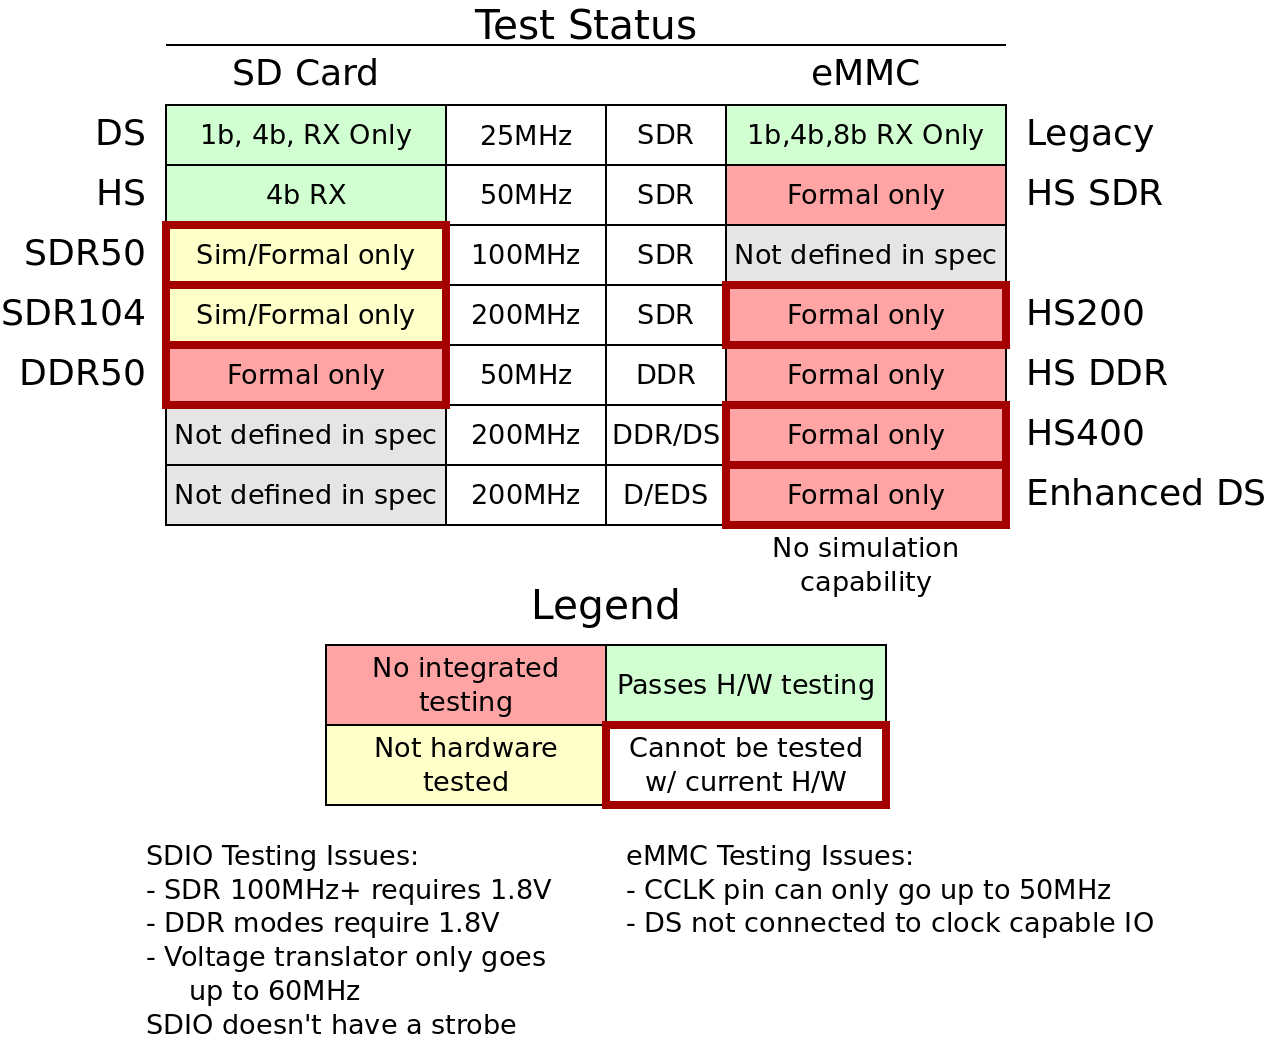 Test Status
SD Card eMMC
DS 1b, 4b, RX Only 25MHz SDR 1b,4b,8b RX Only Legacy
HS 4b RX 50MHz SDR Formal only HS SDR
SDR50 Sim/Formal only 100MHz SDR Not defined in spec
SDR104 Sim/Formal only 200MHz SDR Formal only HS200
DDR50 Formal only 50MHz DDR Formal only HS DDR
Not defined in spec 200MHz DDR/DS Formal only HS400
Not defined in spec 200MHz D/EDS Formal only Enhanced DS
No simulation
capability
Legend
No integrated
testing
Passes H/W testing
Not hardware
tested
Cannot be tested
w/ current H/W
SDIO Testing Issues:
- SDR 100MHz+ requires 1.8V
- DDR modes require 1.8V
- Voltage translator only goes
up to 60MHz
SDIO doesn't have a strobe
eMMC Testing Issues:
- CCLK pin can only go up to 50MHz
- DS not connected to clock capable IO